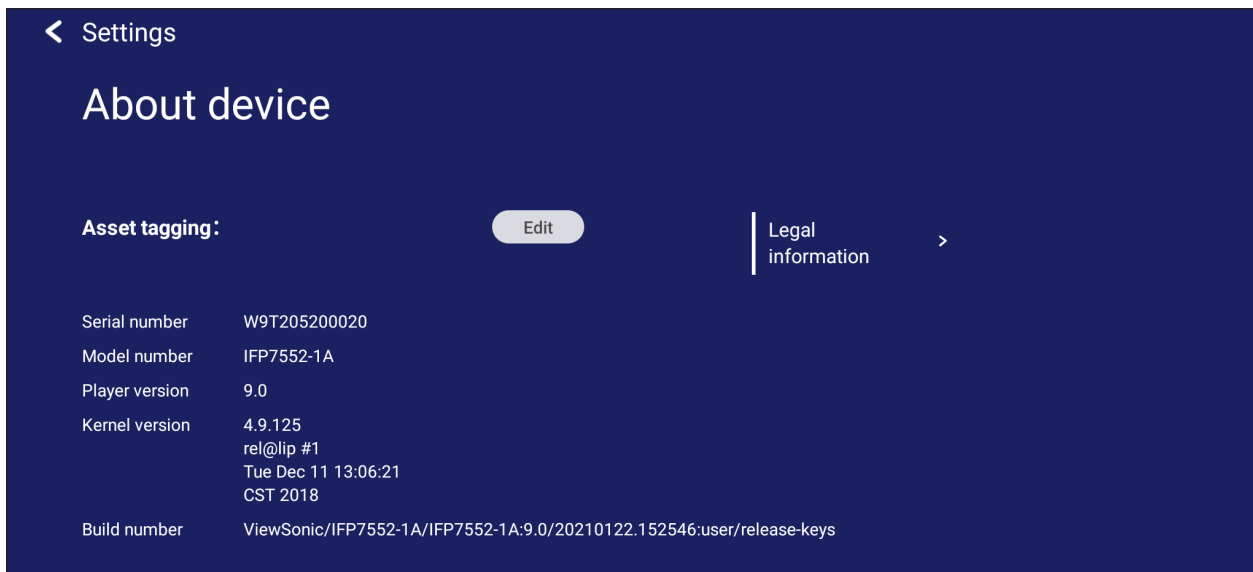 Settings
About device
Asset tagging:
Edit
Legal
information
Serial number W9T205200020
Model number IFP7552-1A
Player version 9.0
Kernel version 4.9.125
rel@lip #1
Tue Dec 11 13:06:21
CST 2018
Build number ViewSonic/IFP7552-1A/IFP7552-1A:9.0/20210122.152546:user/release-keys